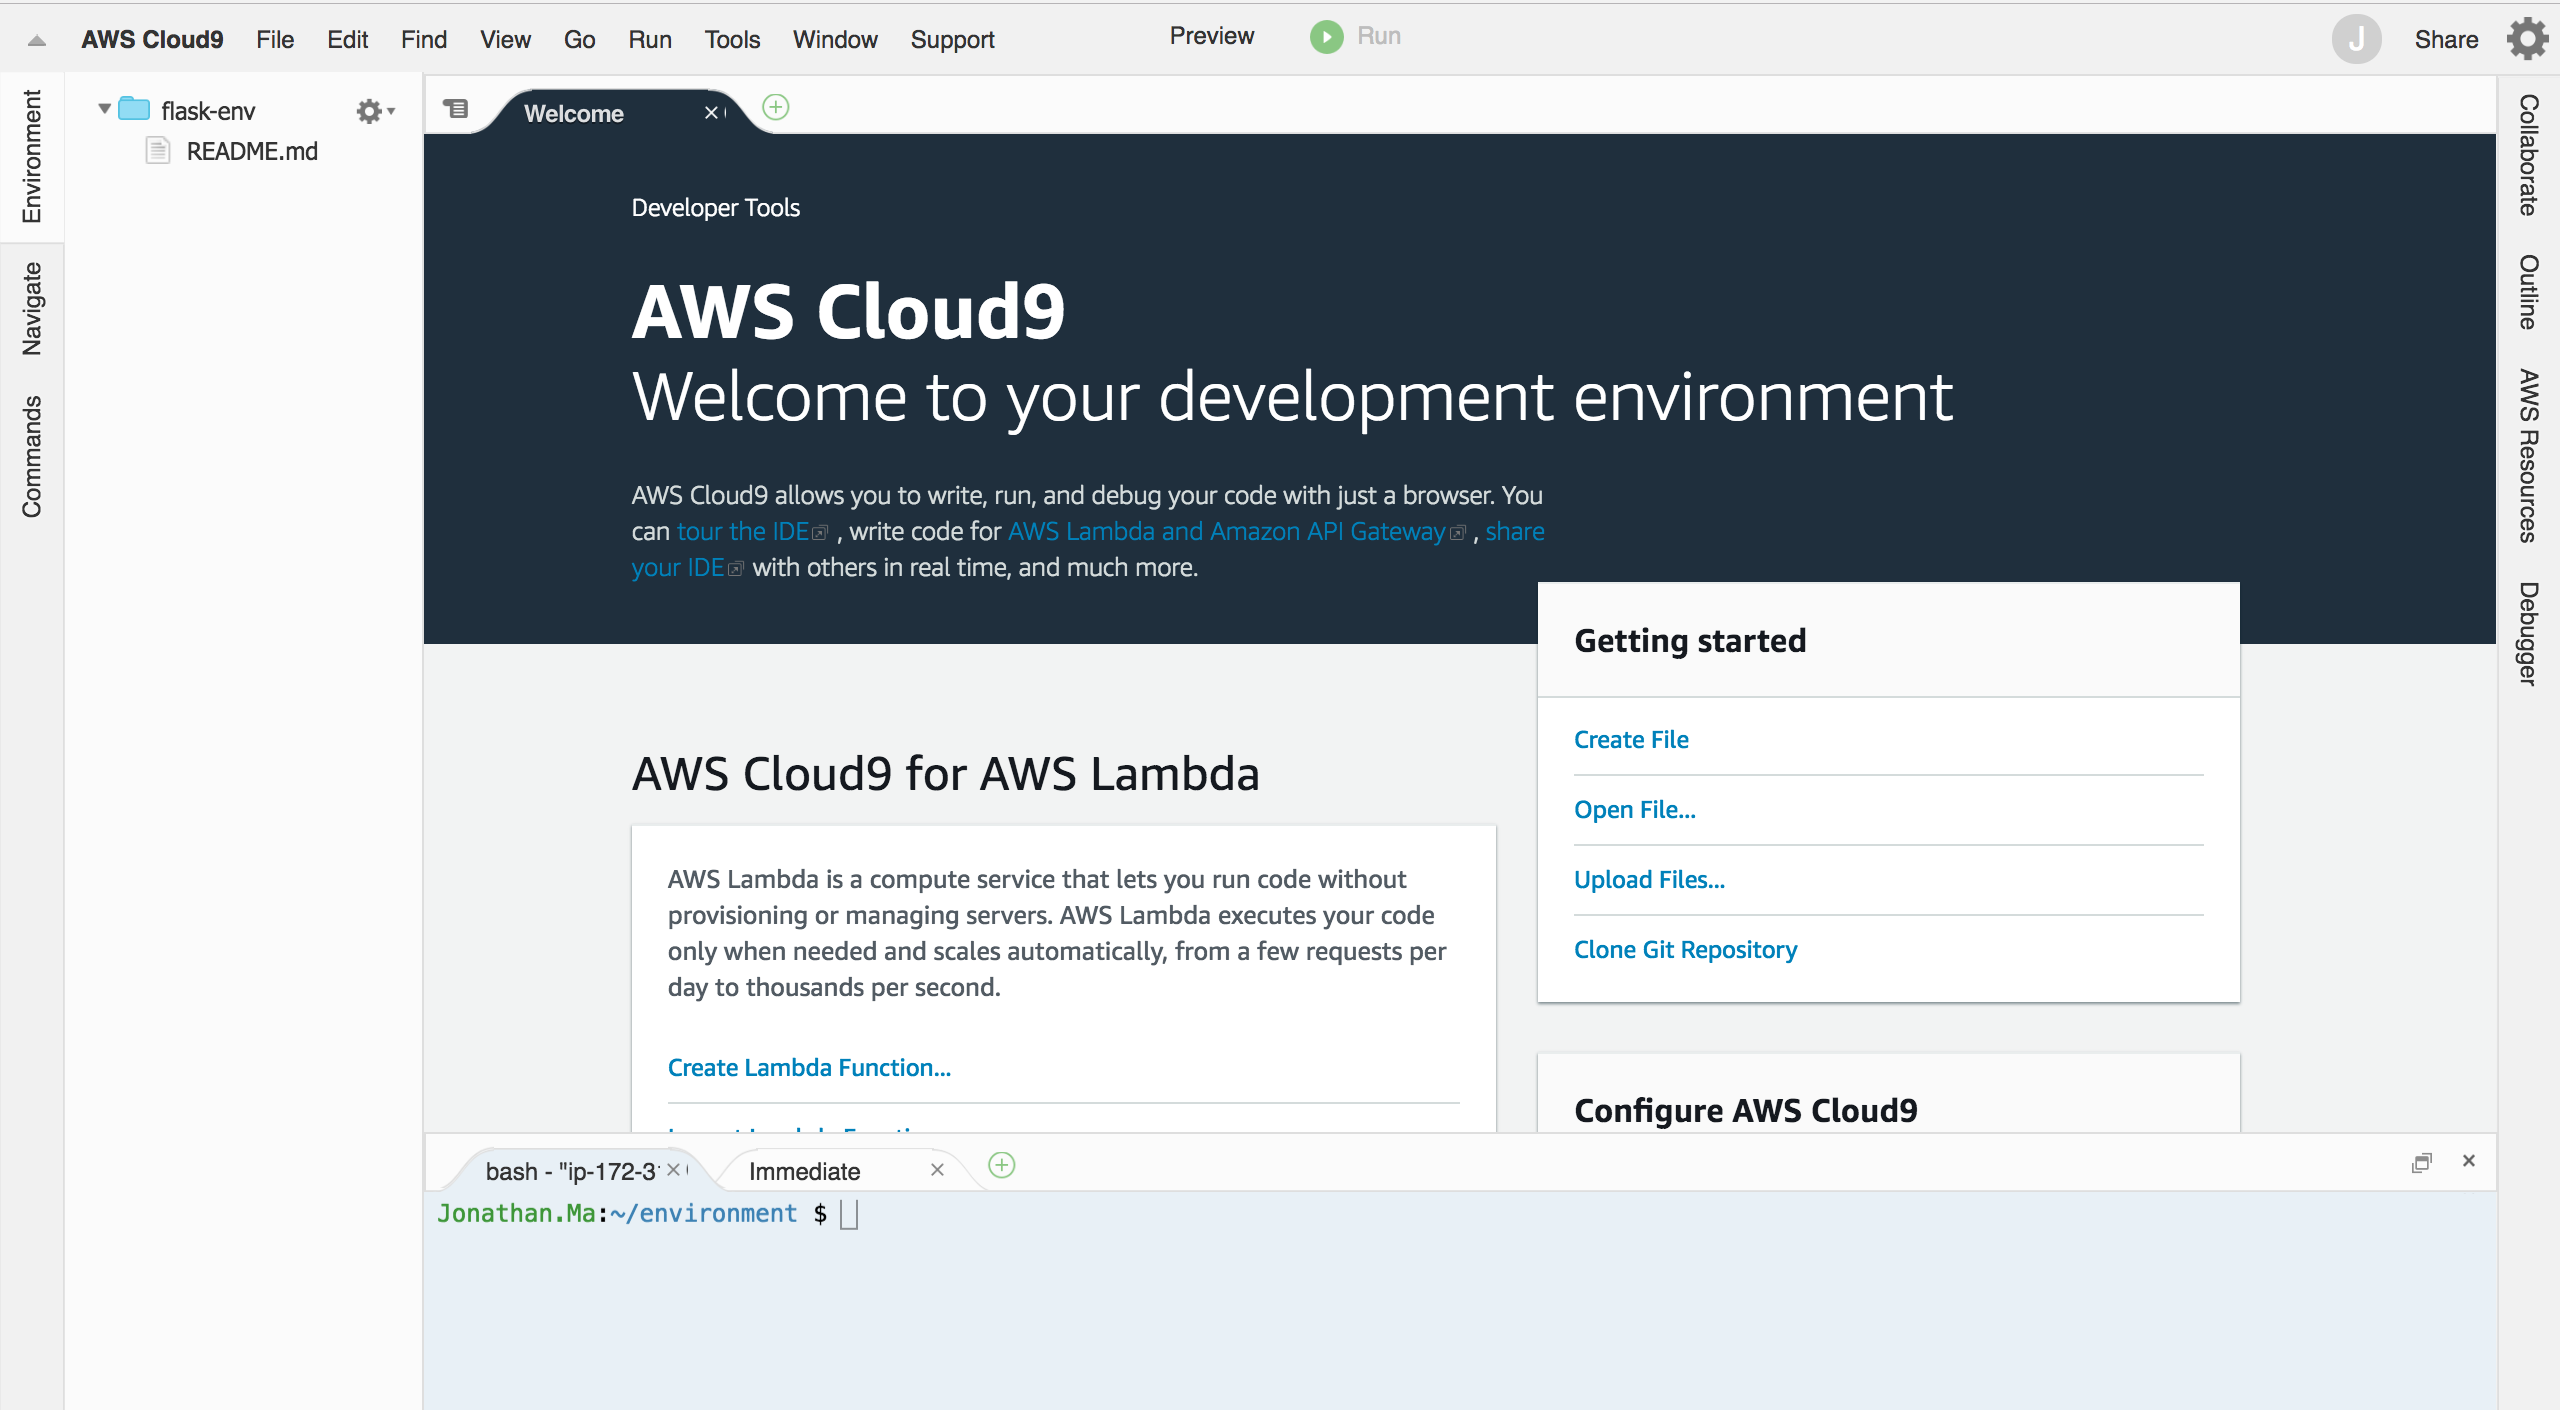 AWS Cloud9 File Edit Find View Go Run Tools Window Support Preview Run J Share
Environment
Navigate
Commands
flask-env
README.md
Welcome
Developer Tools
AWS Cloud9
Welcome to your development environment
AWS Cloud9 allows you to write, run, and debug your code with just a browser. You
can tour the IDE , write code for AWS Lambda and Amazon API Gateway , share
your IDE with others in real time, and much more.
AWS Cloud9 for AWS Lambda
AWS Lambda is a compute service that lets you run code without
provisioning or managing servers. AWS Lambda executes your code
only when needed and scales automatically, from a few requests per
day to thousands per second.
Create Lambda Function...
Getting started
Create File
Open File...
Upload Files...
Clone Git Repository
Configure AWS Cloud9
bash - "ip-172-3 Immediate
Jonathan.Ma:~/environment $
Collaborate
Outline
AWS Resources
Debugger